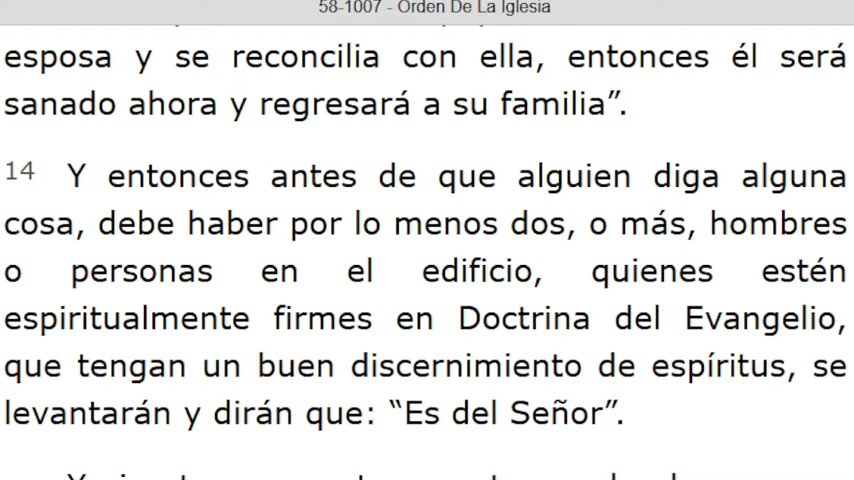 58-1007 - Orden De La Iglesia
esposa y se reconcilia con ella, entonces él será
sanado ahora y regresará a su familia”.
14 Y entonces antes de que alguien diga alguna
cosa, debe haber por lo menos dos, o más, hombres
o personas en el edificio, quienes estén
espiritualmente firmes en Doctrina del Evangelio,
que tengan un buen discernimiento de espíritus, se
levantarán y dirán que: “Es del Señor”.